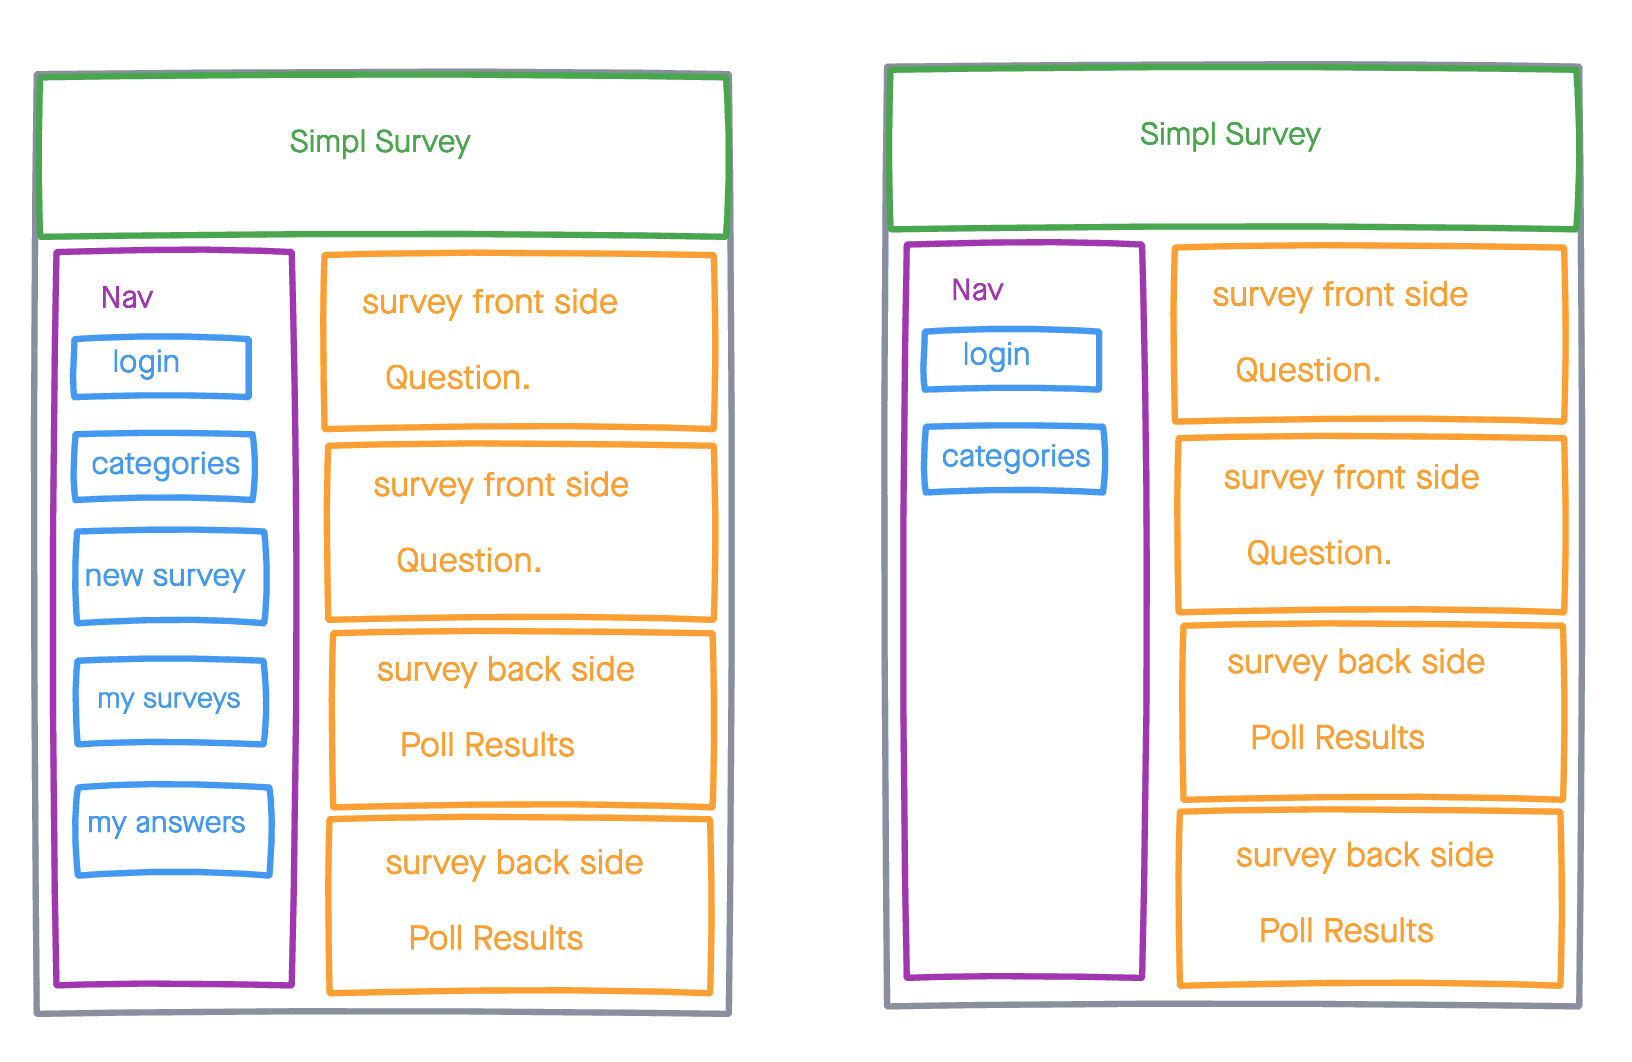 Simpl Survey
Nav
login
categories
new survey
my surveys
my answers
survey front side
Question.
survey front side
Question.
survey back side
Poll Results
survey back side
Poll Results
Simpl Survey
Nav
login
categories
survey front side
Question.
survey front side
Question.
survey back side
Poll Results
survey back side
Poll Results